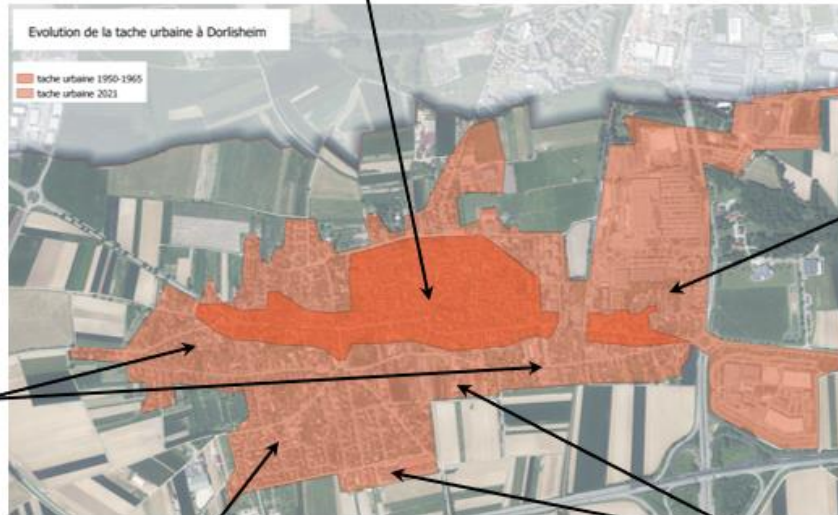 Evolution de la tache urbaine à Dorlisheim
tache urbaine 1950-1965
tache urbaine 2021